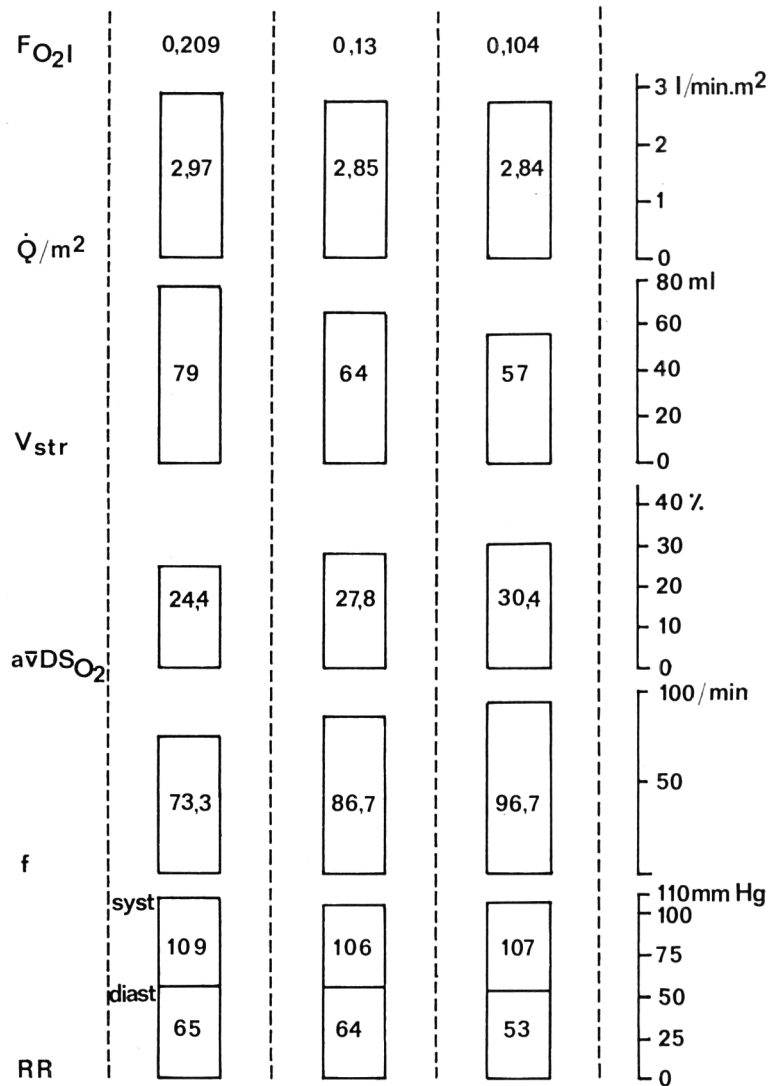 FO2I 0,209 0,13 0,104
3 l/min.m²
2
1
0
2,97 2,85 2,84
Q̇/m²
80 ml
60
40
20
0
79 64 57
Vstr
40 %
30
20
10
0
24,4 27,8 30,4
av̄DSO2
100/min
50
73,3 86,7 96,7
f
syst
110mm Hg
100
75
50
25
0
109 106 107
diast
65 64 53
RR